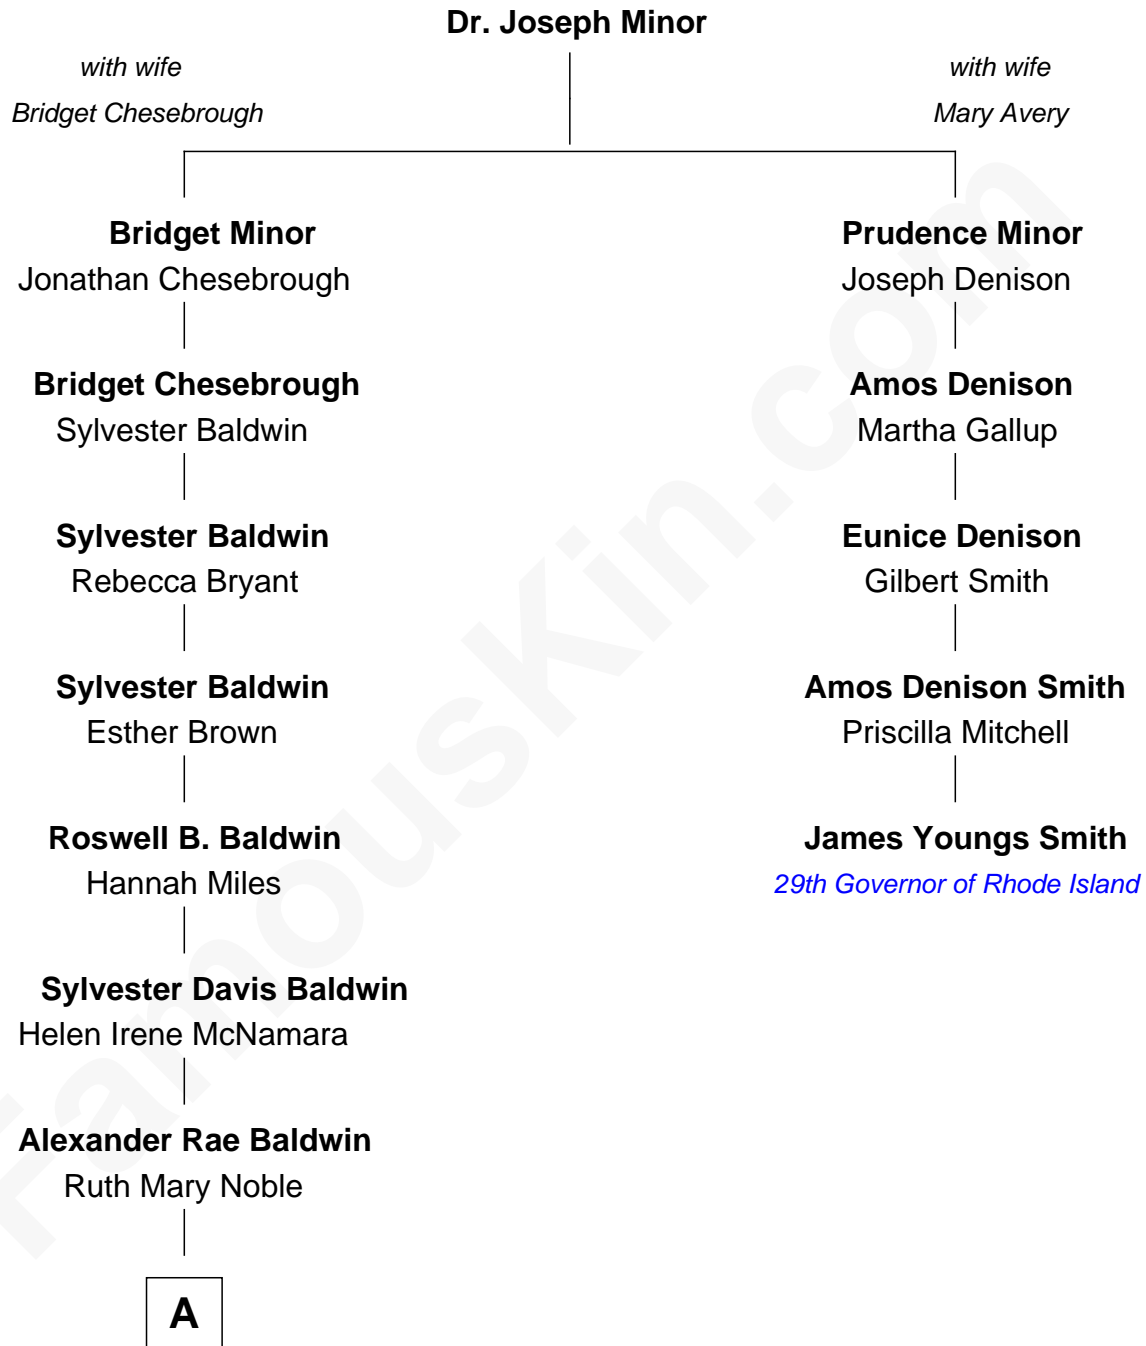 Dr. Joseph Minor
with wife
Bridget Chesebrough
with wife
Mary Avery
Bridget Minor
Jonathan Chesebrough
Prudence Minor
Joseph Denison
Bridget Chesebrough
Sylvester Baldwin
Amos Denison
Martha Gallup
Sylvester Baldwin
Rebecca Bryant
Eunice Denison
Gilbert Smith
Sylvester Baldwin
Esther Brown
Amos Denison Smith
Priscilla Mitchell
Roswell B. Baldwin
Hannah Miles
James Youngs Smith
29th Governor of Rhode Island
Sylvester Davis Baldwin
Helen Irene McNamara
Alexander Rae Baldwin
Ruth Mary Noble
A
FamousKin.com